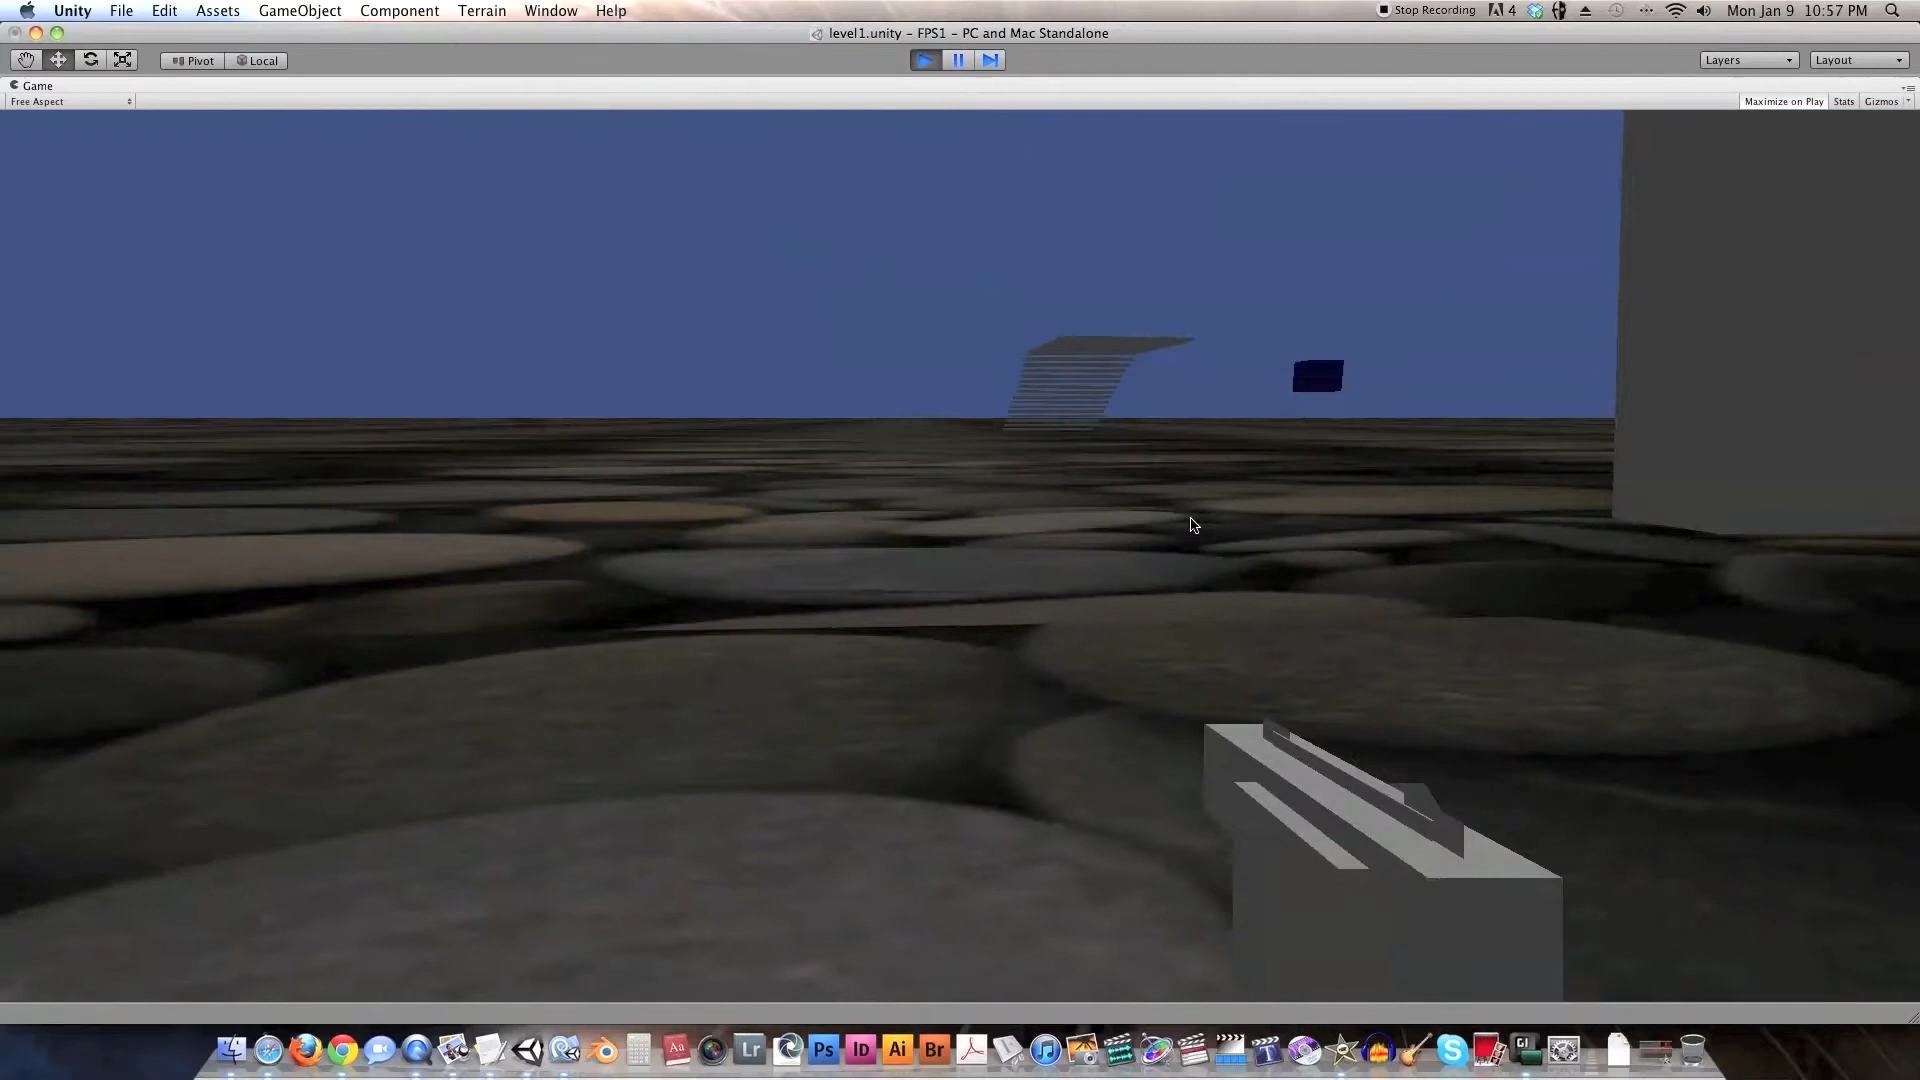 Unity File Edit Assets GameObject Component Terrain Window Help Stop Recording 4 Mon Jan 9 10:57 PM
level1.unity - FPS1 - PC and Mac Standalone
Pivot Local Layers Layout
Game
Free Aspect Maximize on Play Stats Gizmos
Aa Lr Ps Id Ai Br T S GI